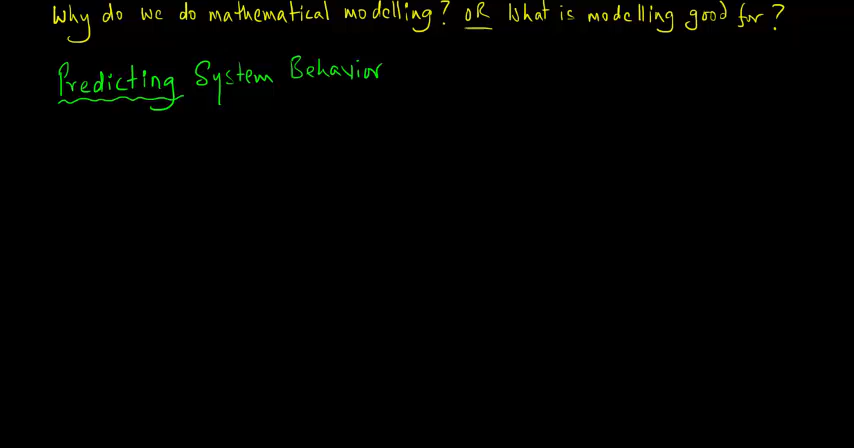 Why do we do mathematical modelling? OR What is modelling good for?
Predicting System Behavior